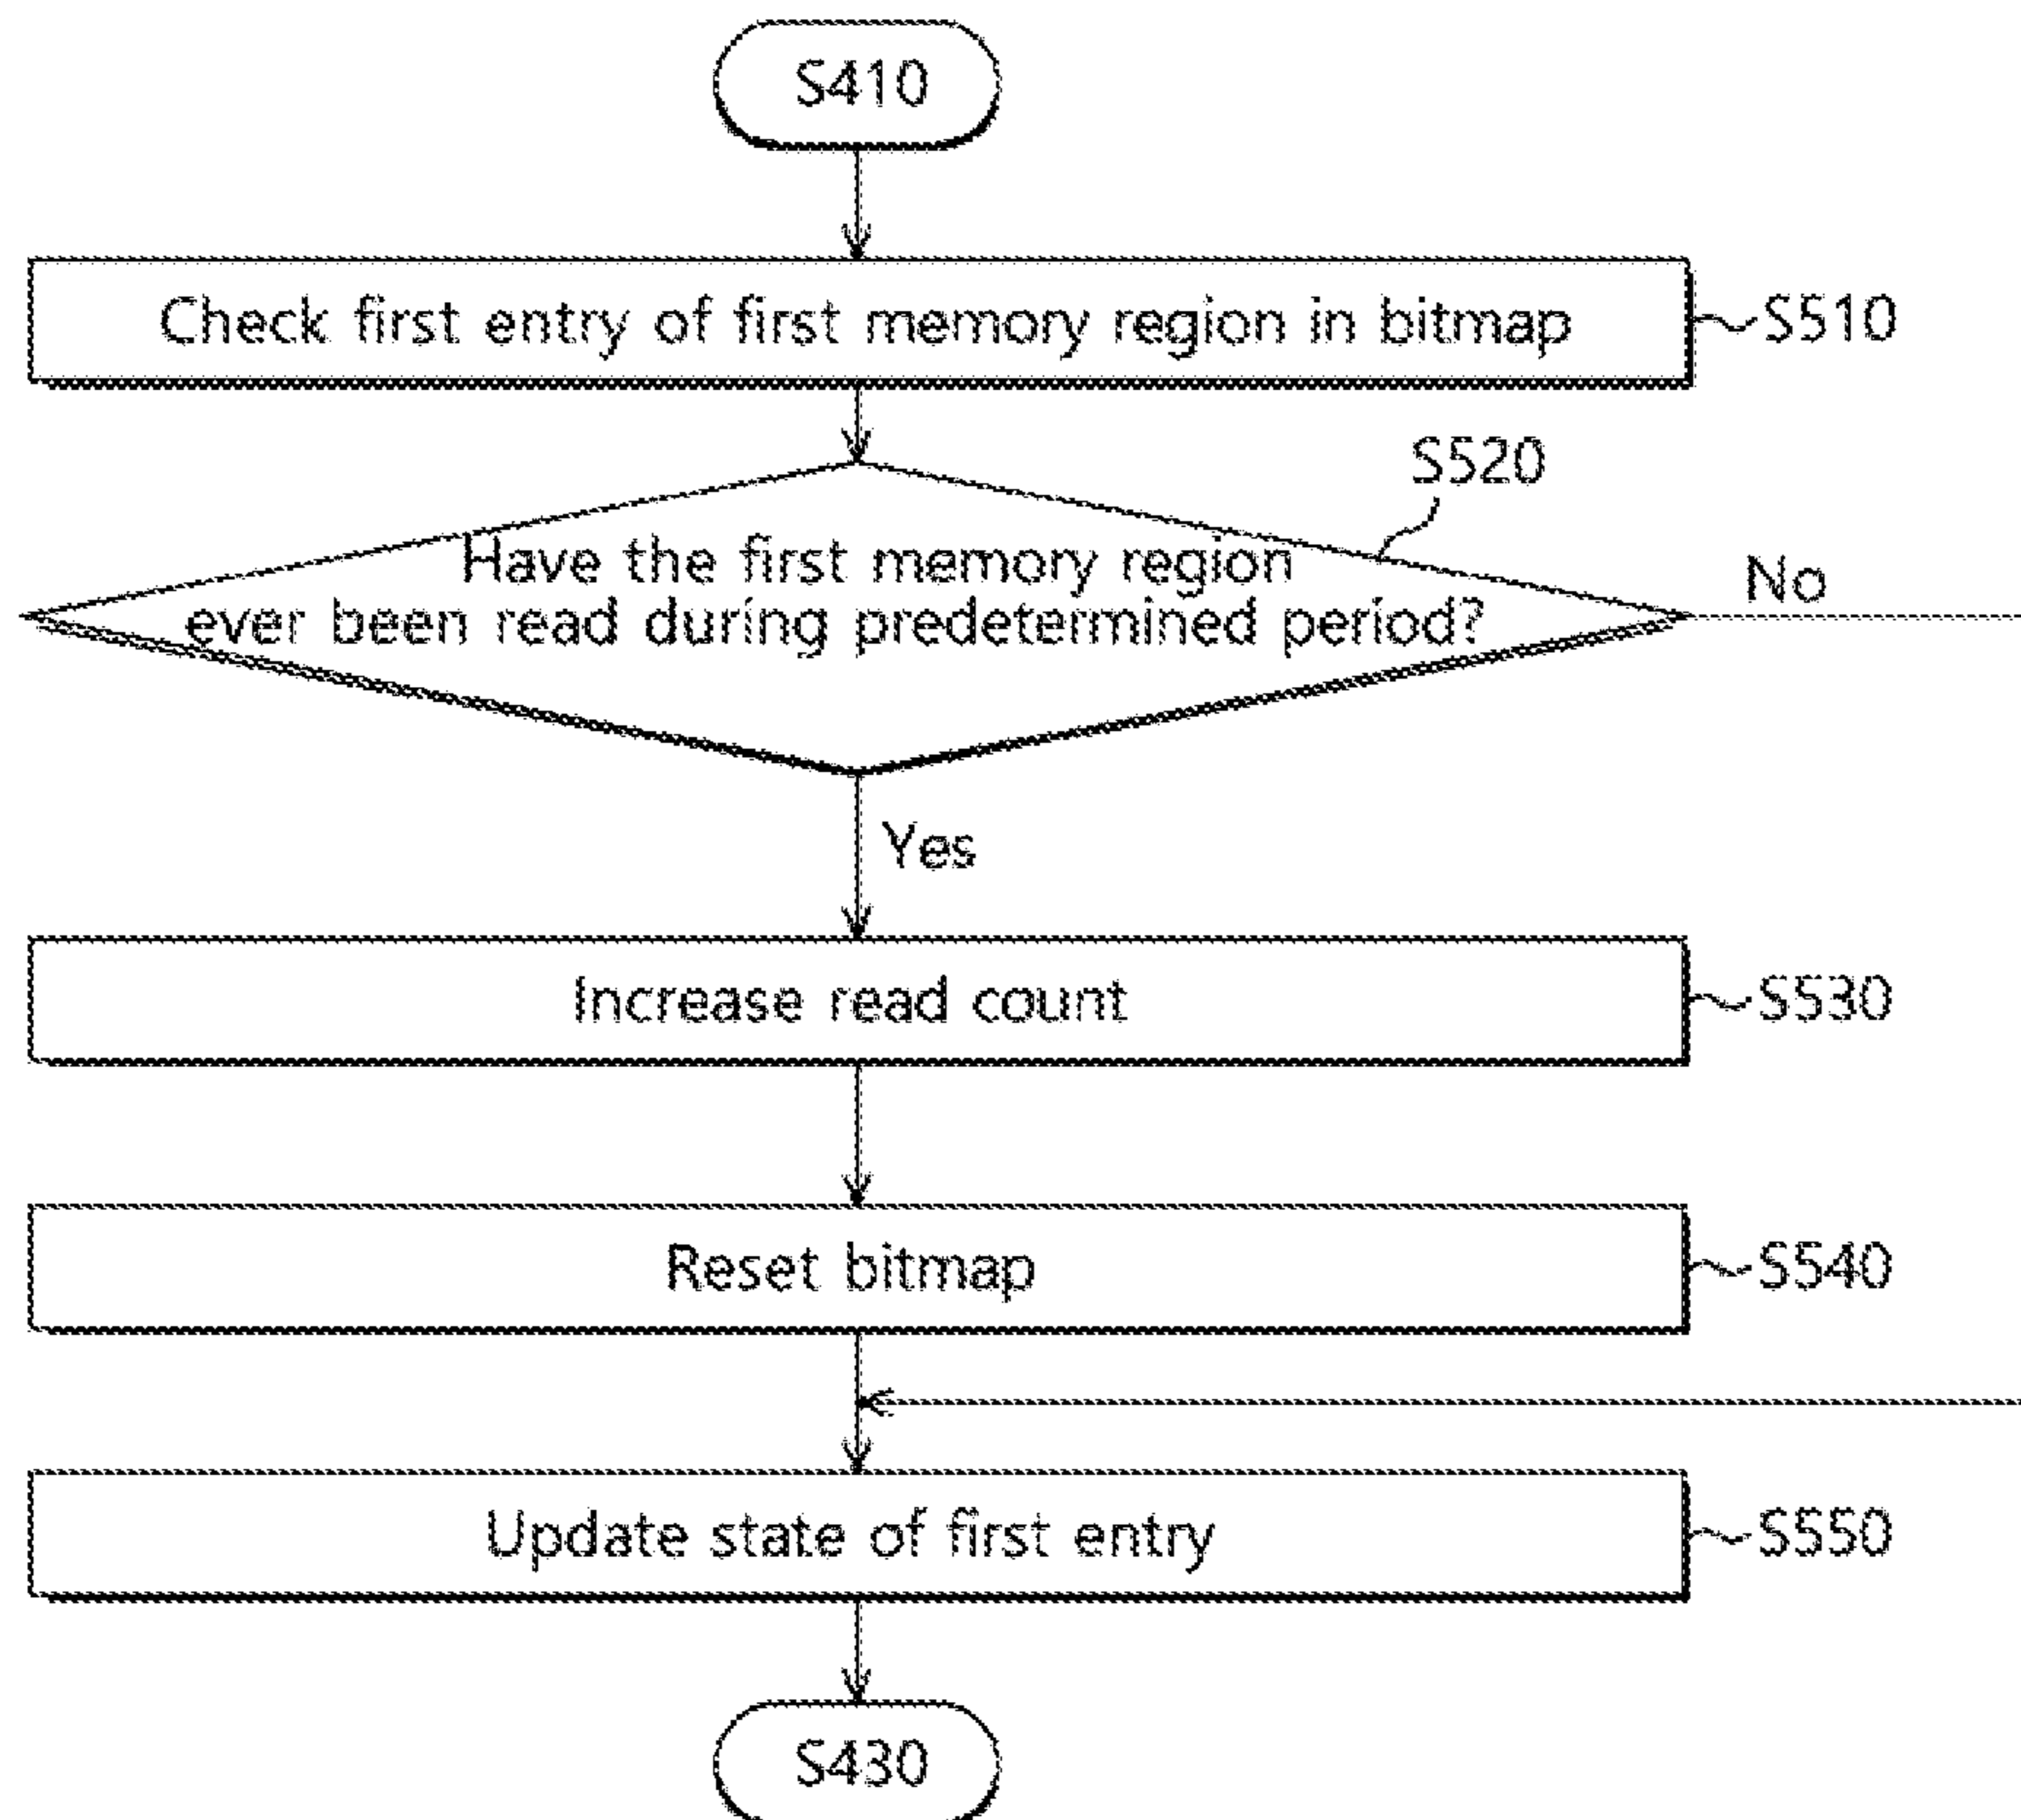 S410
Check first entry of first memory region in bitmap
S510
S520
Have the first memory region
ever been read during predetermined period?
No
Yes
Increase read count
S530
Reset bitmap
S540
Update state of first entry
S550
S430